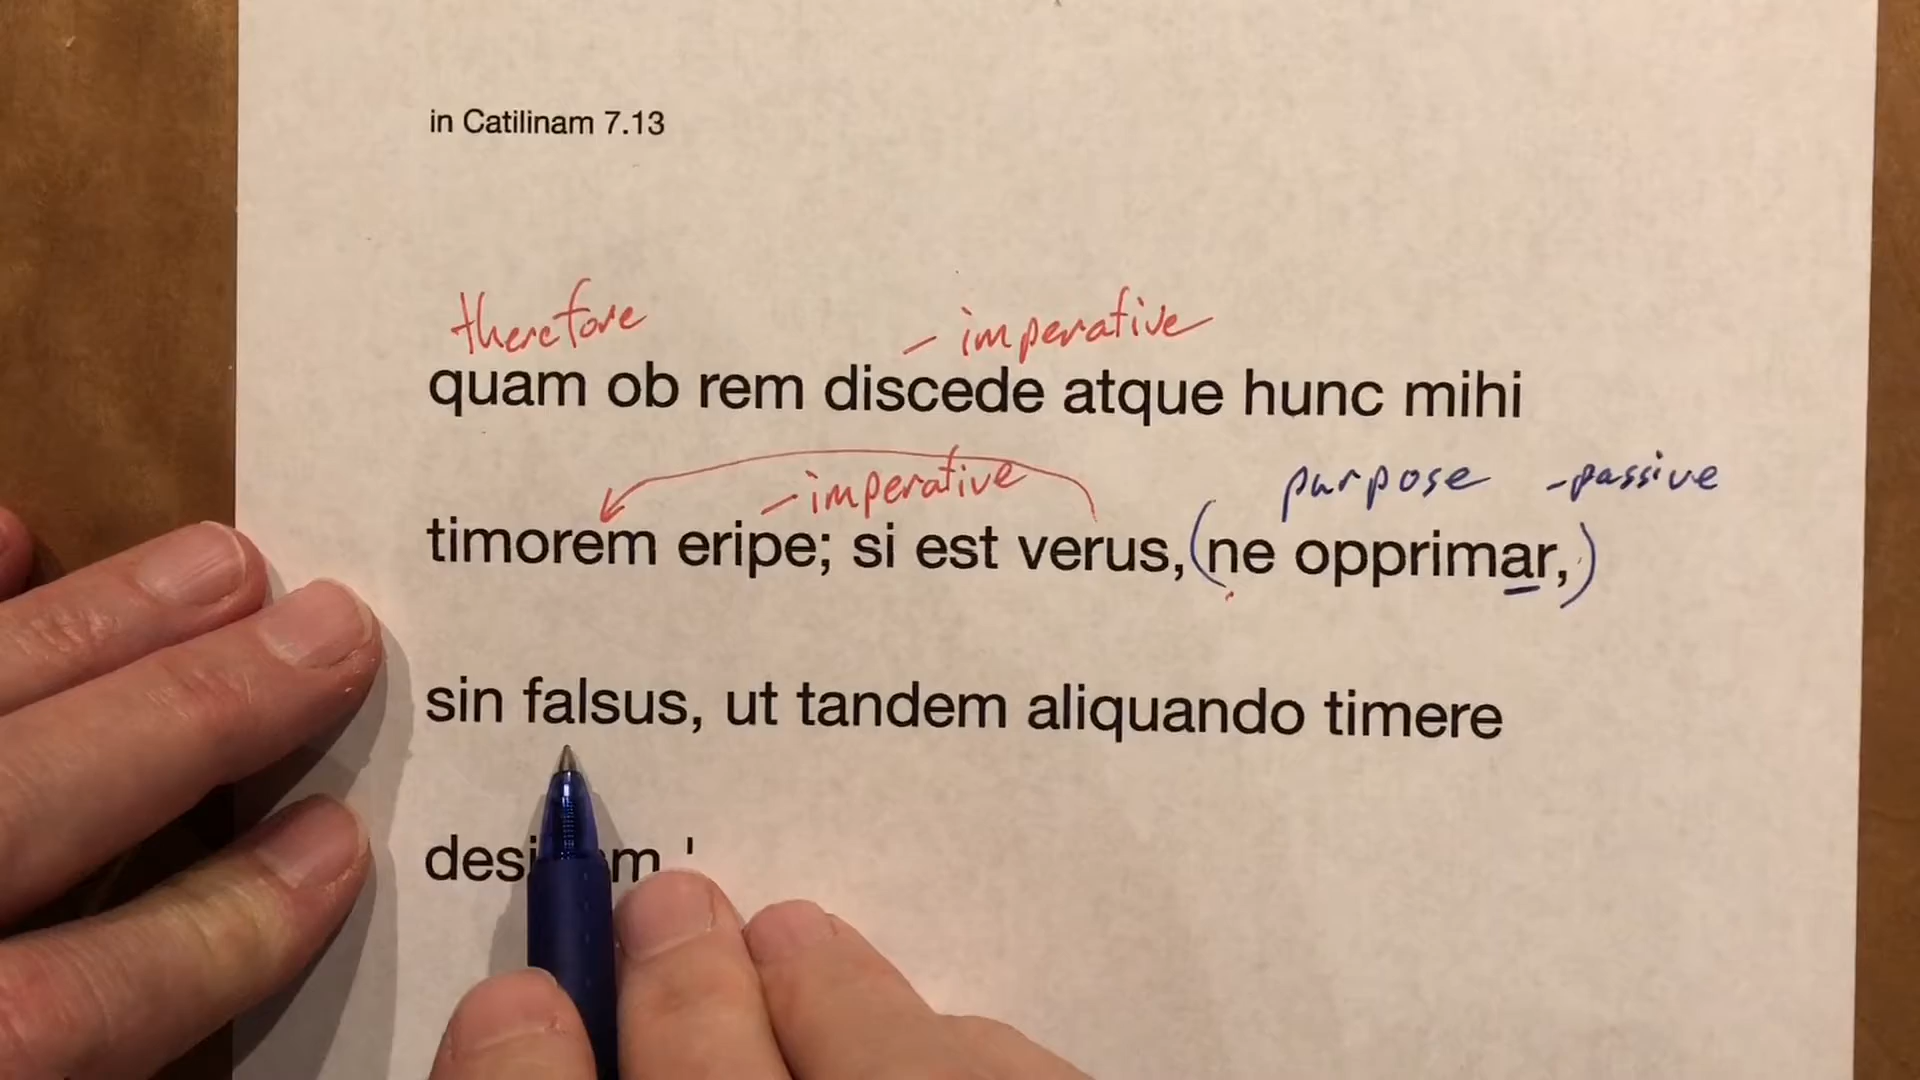 in Catilinam 7.13
therefore - imperative
quam ob rem discede atque hunc mihi
- imperative purpose - passive
timorem eripe; si est verus, (ne opprimar,)
sin falsus, ut tandem aliquando timere